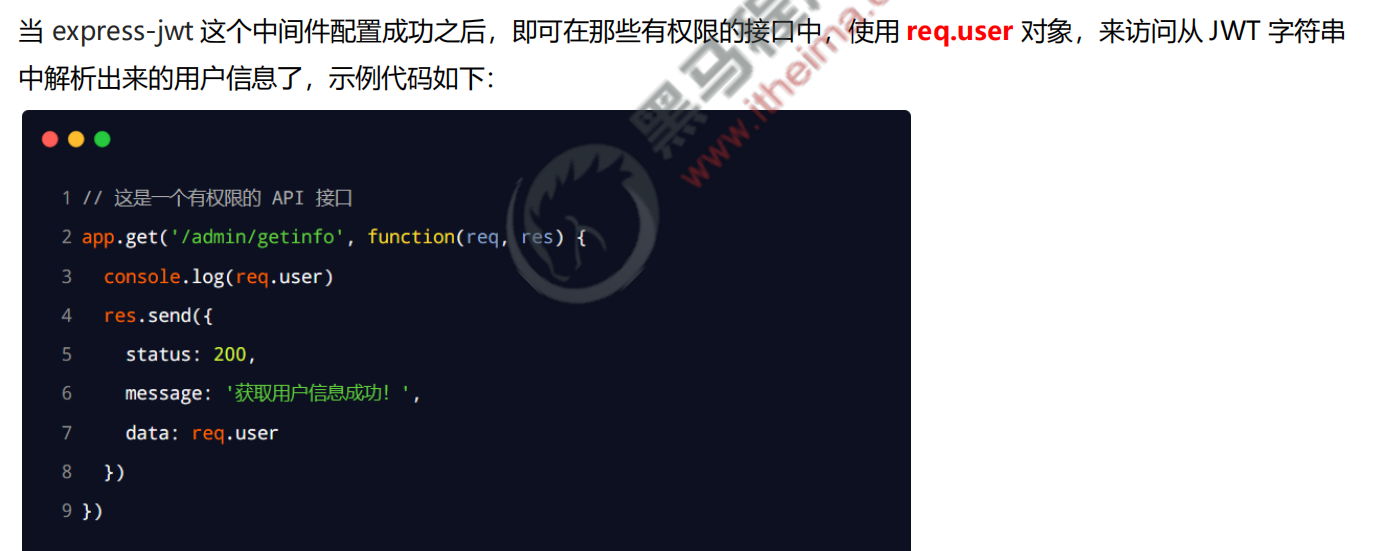 当 express-jwt 这个中间件配置成功之后，即可在那些有权限的接口中，使用 req.user 对象，来访问从 JWT 字符串
中解析出来的用户信息了，示例代码如下：
黑马程
www.itheima.c
1 // 这是一个有权限的 API 接口
2 app.get('/admin/getinfo', function(req, res) {
3   console.log(req.user)
4   res.send({
5     status: 200,
6     message: '获取用户信息成功！',
7     data: req.user
8   })
9 })